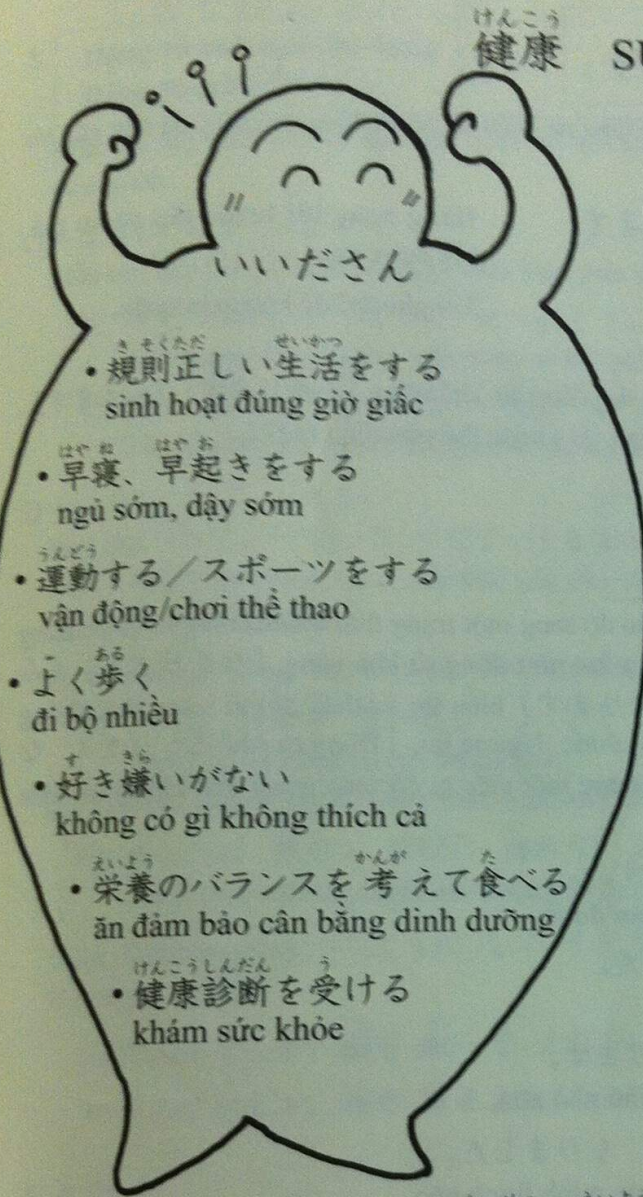 けんこう
健康
いいださん
き そくただ せいかつ
・規則正しい生活をする
sinh hoạt đúng giờ giấc
はや ね はや お
・早寝、早起きをする
ngủ sớm, dậy sớm
うんどう
・運動する／スポーツをする
vận động/chơi thể thao
ある
・よく歩く
đi bộ nhiều
す きら
・好き嫌いがない
không có gì không thích cả
えいよう かんが た
・栄養のバランスを考えて食べる
ăn đảm bảo cân bằng dinh dưỡng
けんこうしんだん う
・健康診断を受ける
khám sức khỏe